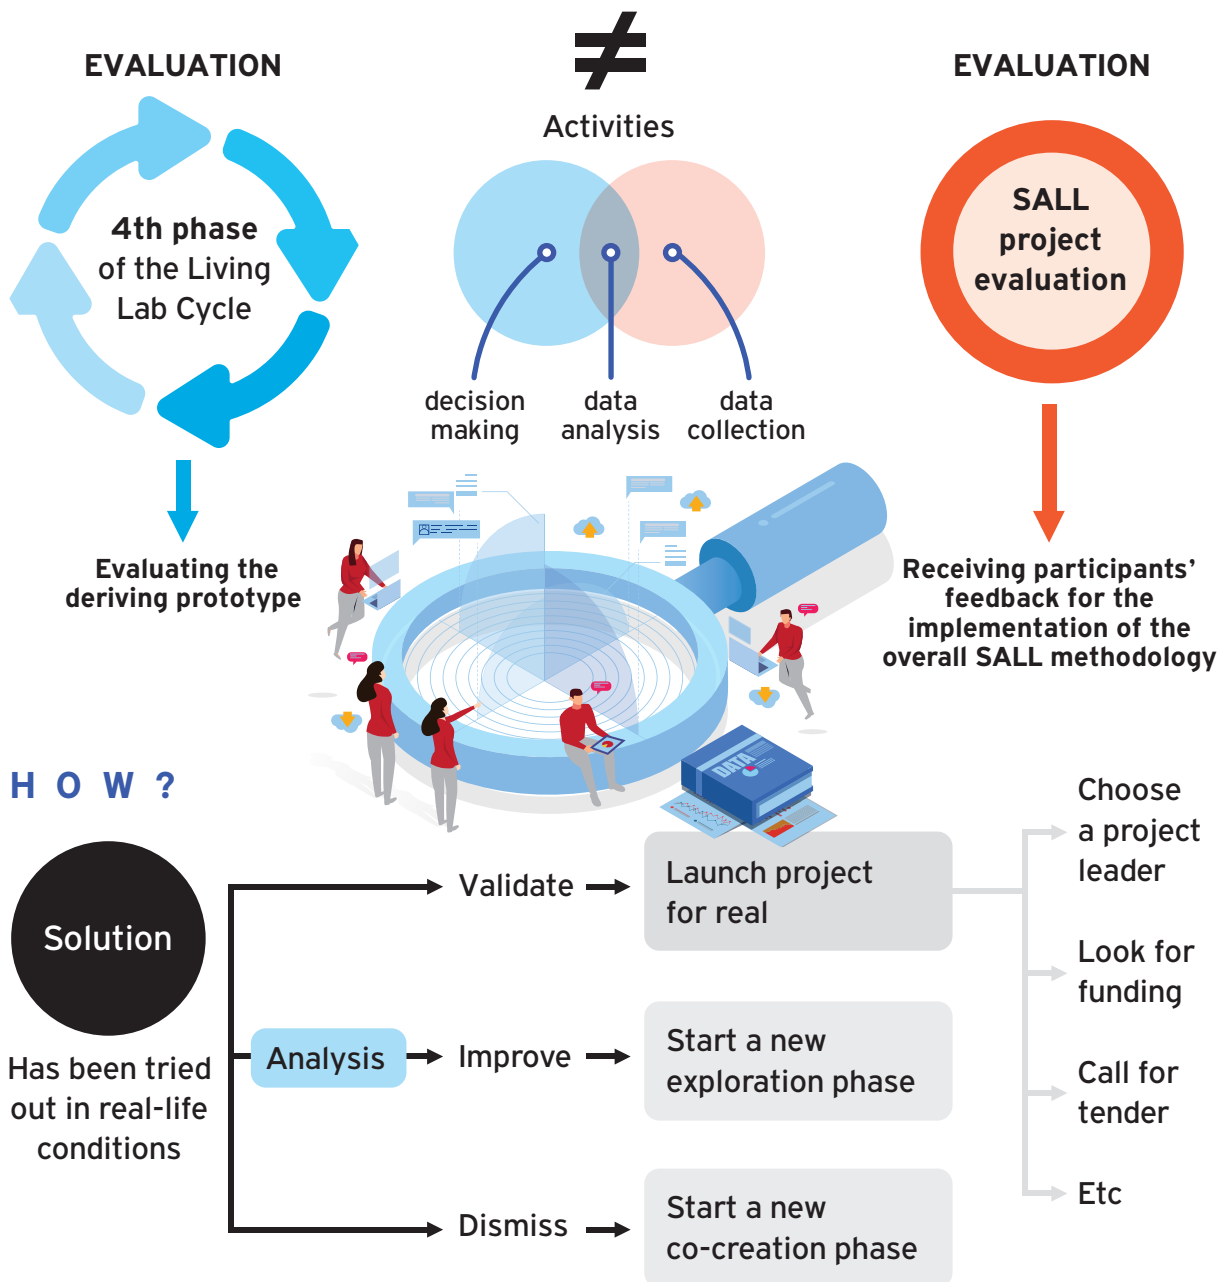 ≠
EVALUATION
EVALUATION
Activities
4th phase
of the Living
Lab Cycle
SALL
project
evaluation
decision
making
data
analysis
data
collection
Evaluating the
deriving prototype
Receiving participants’
feedback for the
implementation of the
overall SALL methodology
DATA
HOW?
Solution
Has been tried
out in real-life
conditions
Analysis
Validate
Launch project
for real
Improve
Start a new
exploration phase
Dismiss
Start a new
co-creation phase
Choose
a project
leader
Look for
funding
Call for
tender
Etc